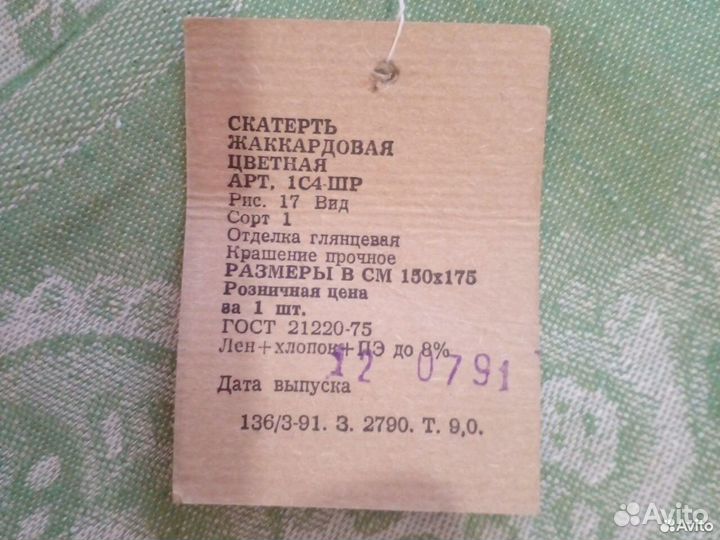 СКАТЕРТЬ
ЖАККАРДОВАЯ
ЦВЕТНАЯ
АРТ. 1С4-ШР
Рис. 17 Вид
Сорт 1
Отделка глянцевая
Крашение прочное
РАЗМЕРЫ В СМ 150х175
Розничная цена
за 1 шт.
ГОСТ 21220-75
Лен+хлопок+ПЭ до 8%
12 0791
Дата выпуска
136/3-91. З. 2790. Т. 9,0.
Avito
Avito